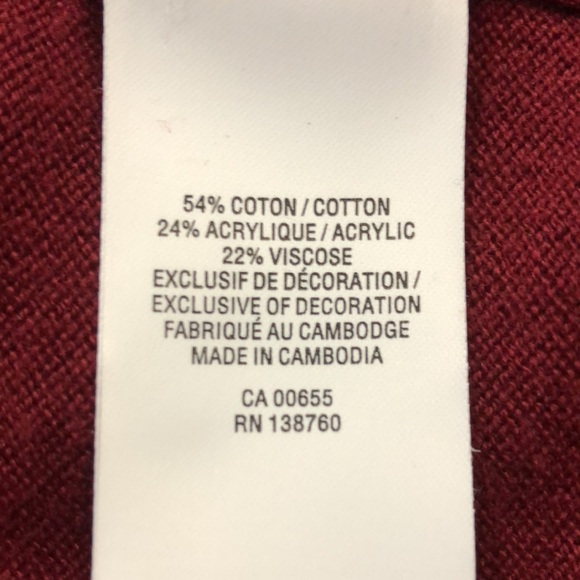 54% COTON / COTTON
24% ACRYLIQUE / ACRYLIC
22% VISCOSE
EXCLUSIF DE DÉCORATION /
EXCLUSIVE OF DECORATION
FABRIQUÉ AU CAMBODGE
MADE IN CAMBODIA
CA 00655
RN 138760